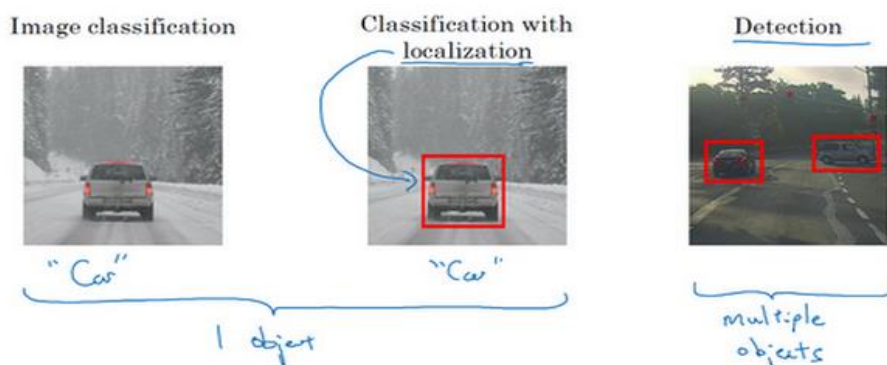 Image classification
Classification with
localization
Detection
"Car"
"Car"
1 object
multiple
objects